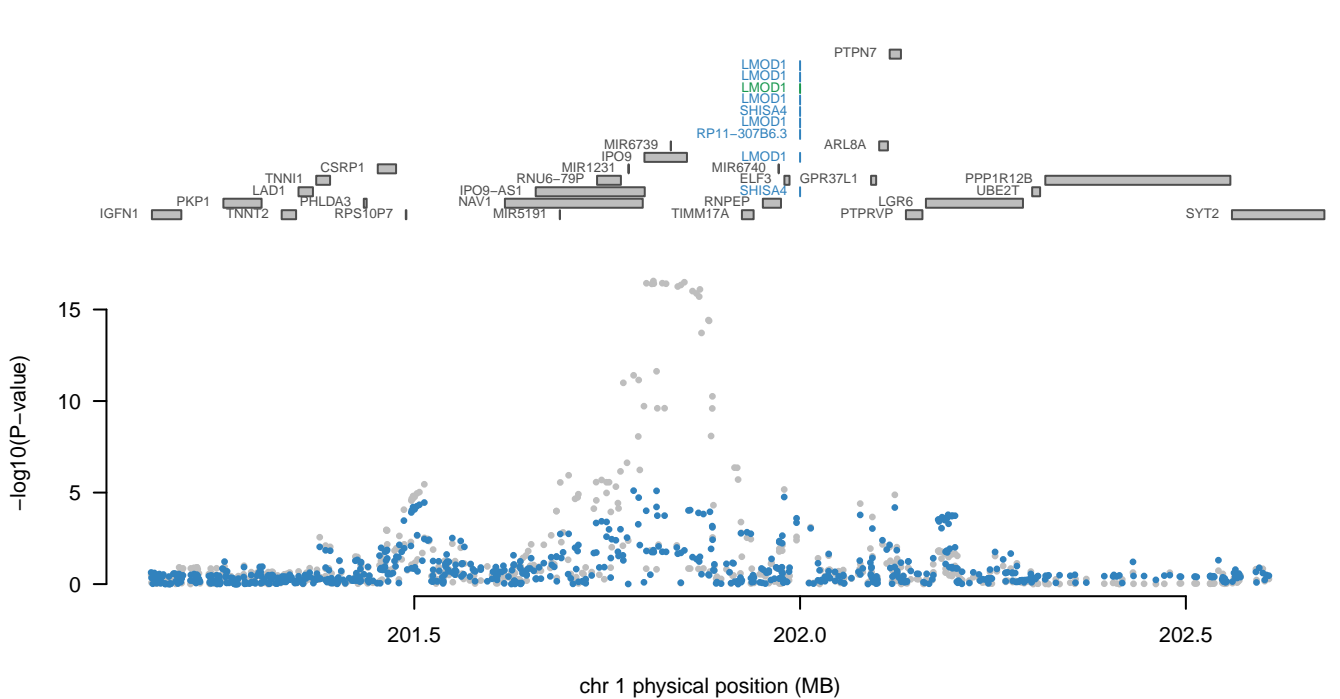 PTPN7
LMOD1
LMOD1
LMOD1
LMOD1
SHISA4
LMOD1
RP11−307B6.3
MIR6739 ARL8A
IPO9 LMOD1
CSRP1 MIR1231 MIR6740
TNNI1 RNU6−79P ELF3 GPR37L1 PPP1R12B
LAD1 IPO9−AS1 SHISA4 UBE2T
PKP1 PHLDA3 NAV1 RNPEP LGR6
IGFN1 TNNT2 RPS10P7 MIR5191 TIMM17A PTPRVP SYT2
15
10
5
0
−log10(P−value)
201.5 202.0 202.5
chr 1 physical position (MB)